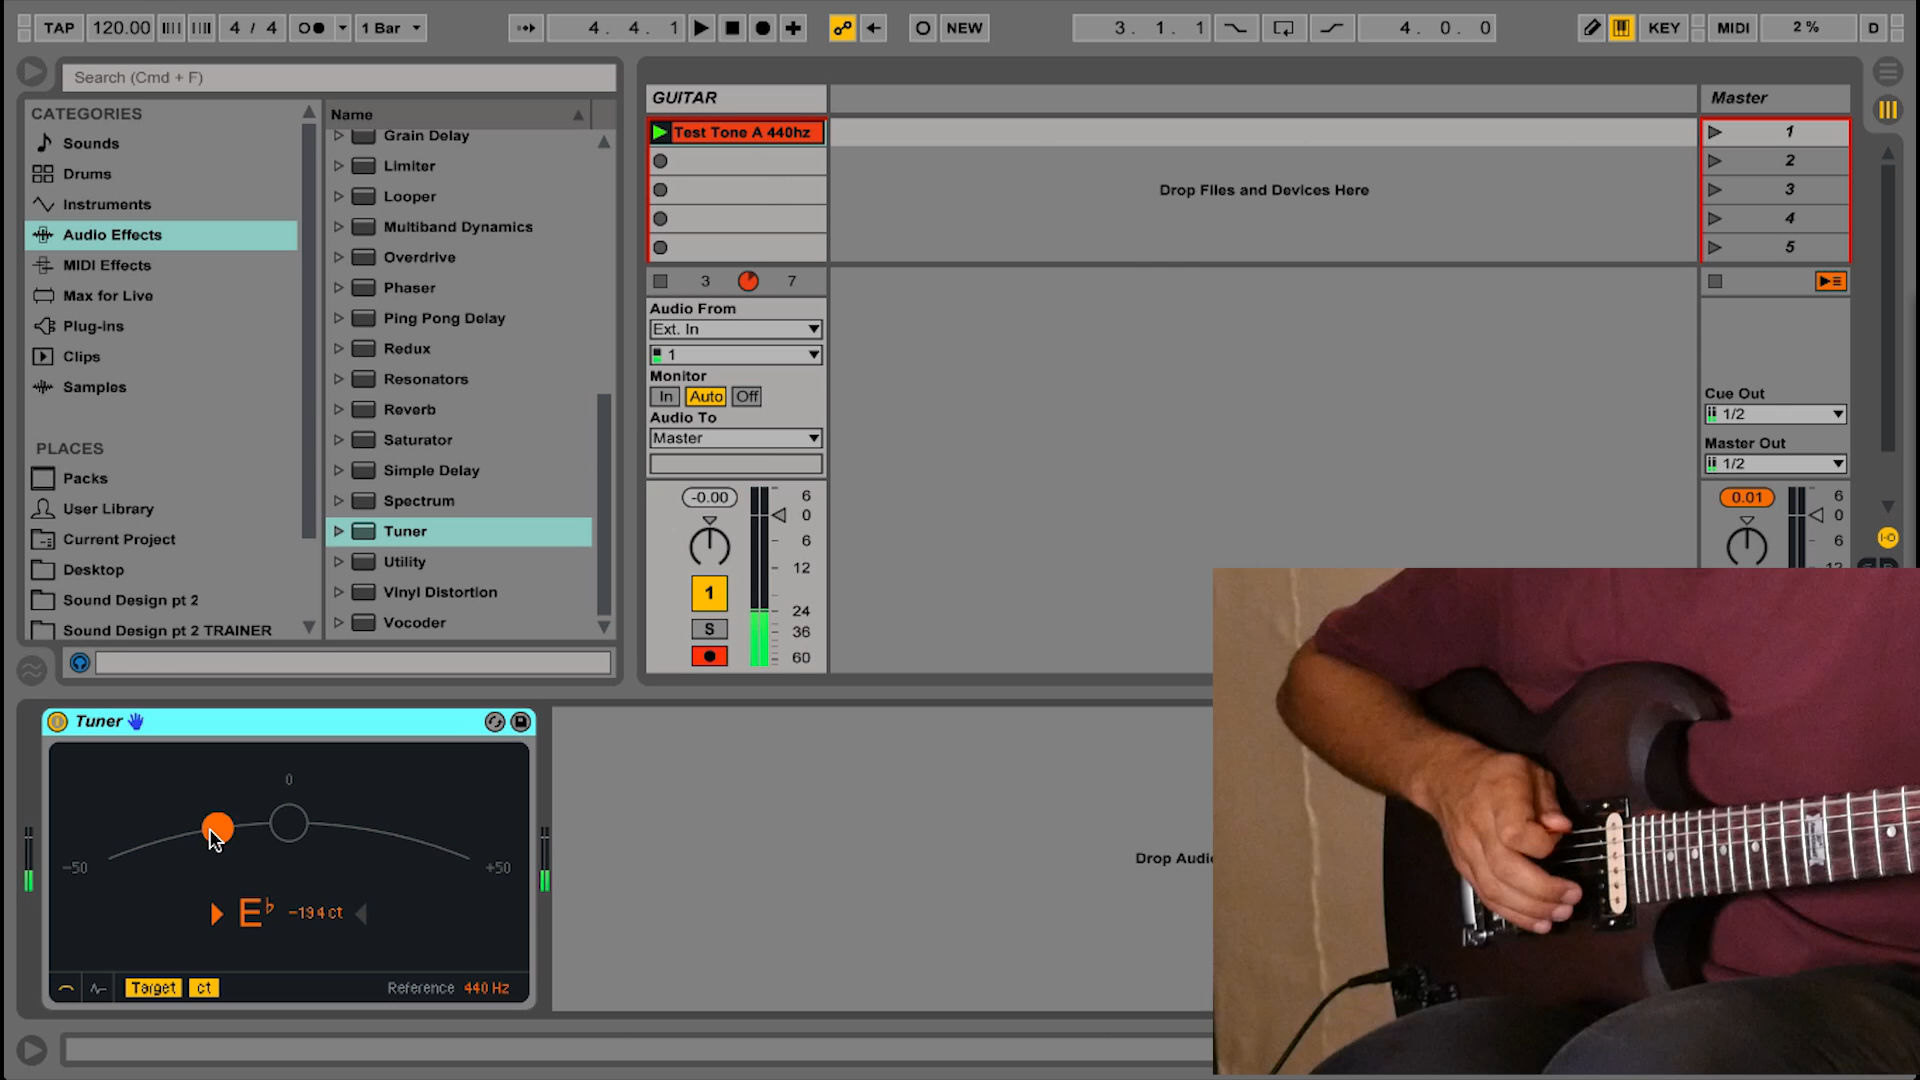 TAP 120.00 4 / 4 1 Bar 4. 4. 1 NEW 3. 1. 1 4. 0. 0 KEY MIDI 2 % D
Search (Cmd + F)
CATEGORIES
Sounds
Drums
Instruments
Audio Effects
MIDI Effects
Max for Live
Plug-ins
Clips
Samples
PLACES
Packs
User Library
Current Project
Desktop
Sound Design pt 2
Sound Design pt 2 TRAINER
Name
Grain Delay
Limiter
Looper
Multiband Dynamics
Overdrive
Phaser
Ping Pong Delay
Redux
Resonators
Reverb
Saturator
Simple Delay
Spectrum
Tuner
Utility
Vinyl Distortion
Vocoder
GUITAR
Test Tone A 440hz
3 7
Audio From
Ext. In
1
Monitor
In Auto Off
Audio To
Master
-0.00
6
0
6
12
24
36
60
1
S
Drop Files and Devices Here
Master
1
2
3
4
5
Cue Out
1/2
Master Out
1/2
0.01
6
0
6
Tuner
0
-50
+50
E♭ -19.4 ct
Target ct Reference 440 Hz
Drop Audio